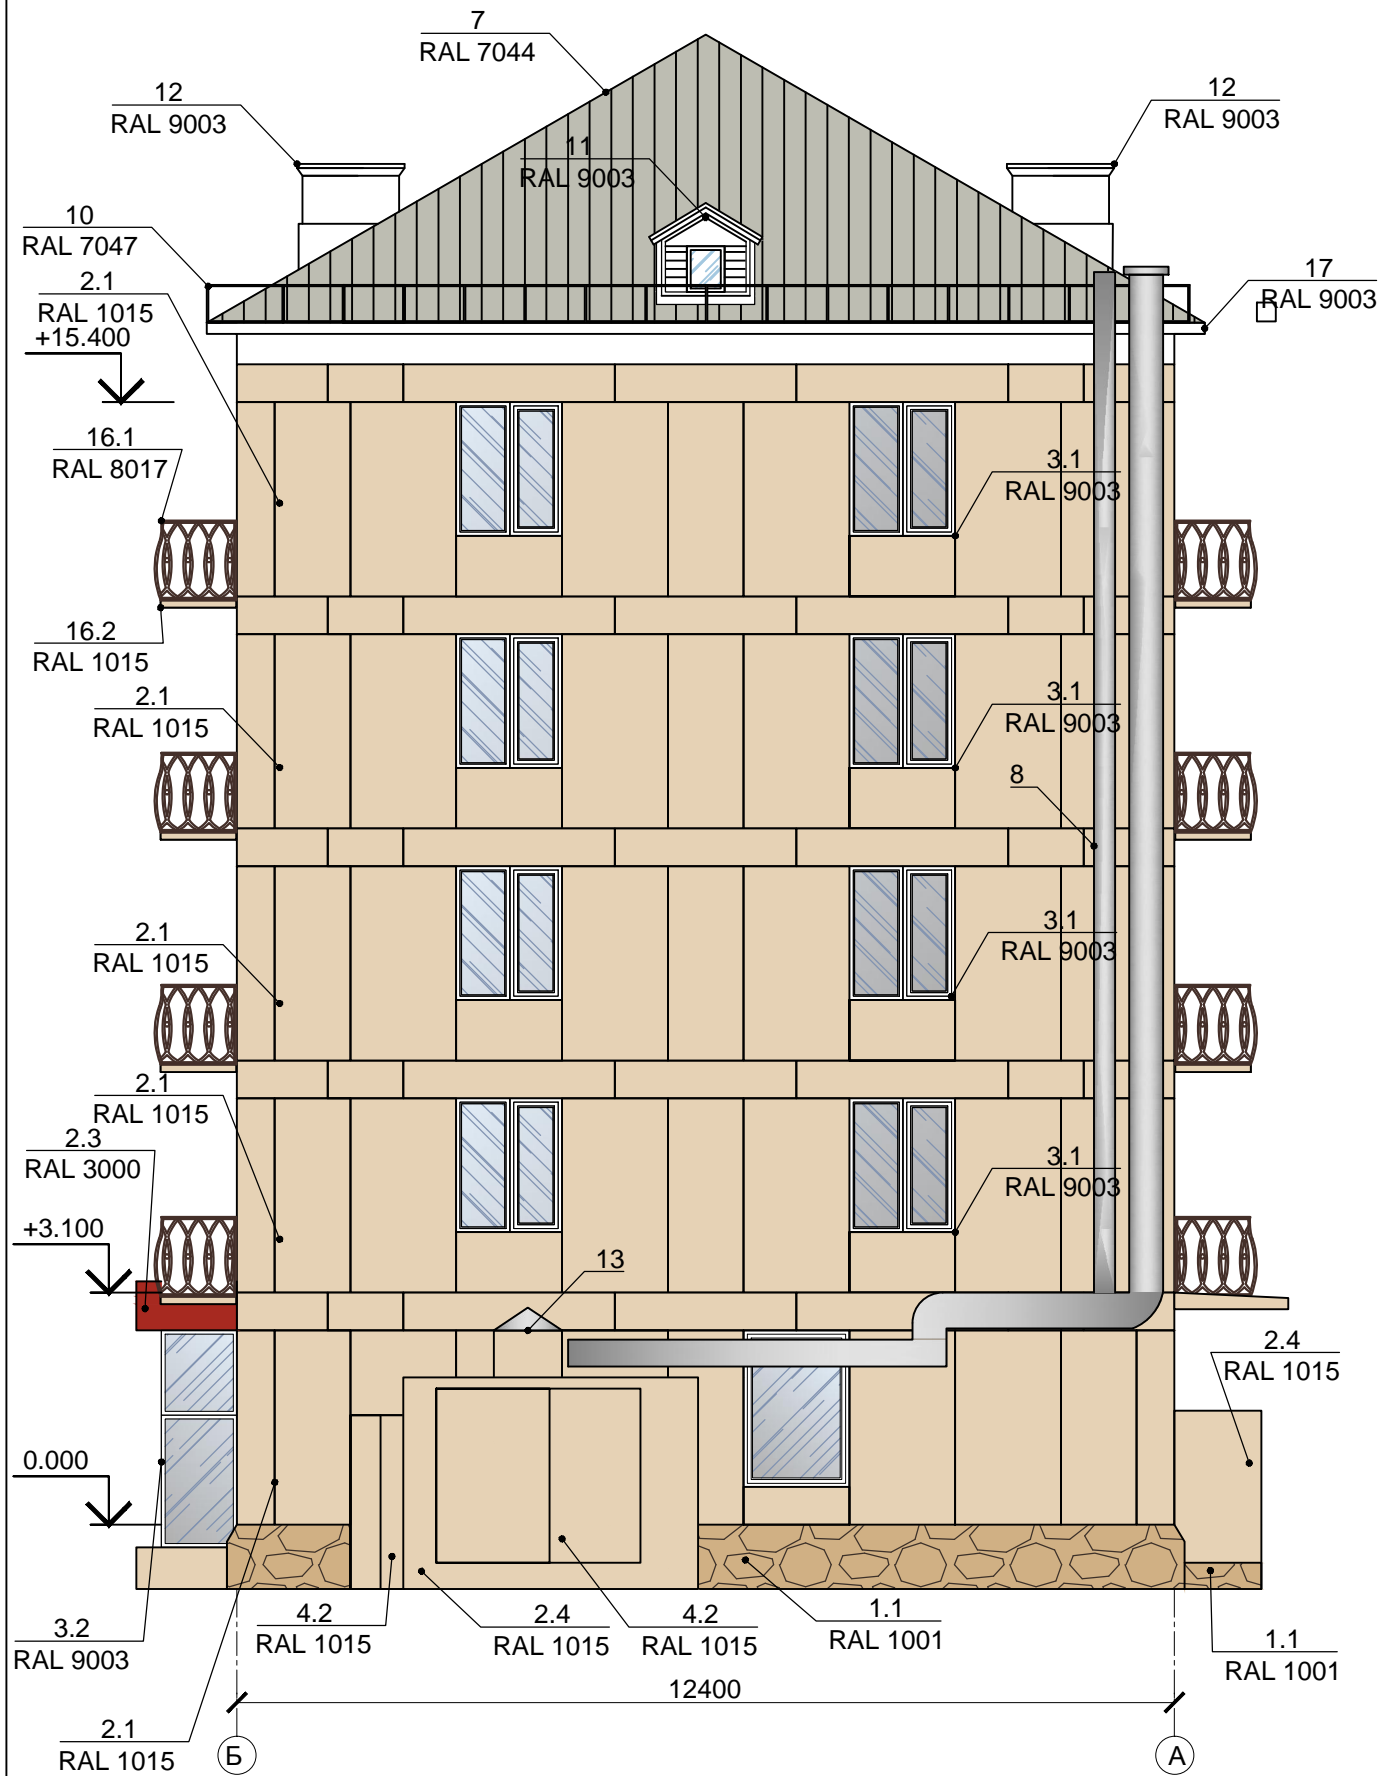 7
RAL 7044
12
RAL 9003
12
RAL 9003
11
RAL 9003
10
RAL 7047
17
RAL 9003
2.1
RAL 1015
+15.400
16.1
RAL 8017
3.1
RAL 9003
16.2
RAL 1015
2.1
RAL 1015
3.1
RAL 9003
8
2.1
RAL 1015
3.1
RAL 9003
2.1
RAL 1015
2.3
RAL 3000
3.1
RAL 9003
+3.100
13
2.4
RAL 1015
0.000
4.2
RAL 1015
2.4
RAL 1015
4.2
RAL 1015
1.1
RAL 1001
3.2
RAL 9003
1.1
RAL 1001
12400
2.1
RAL 1015
Б
А